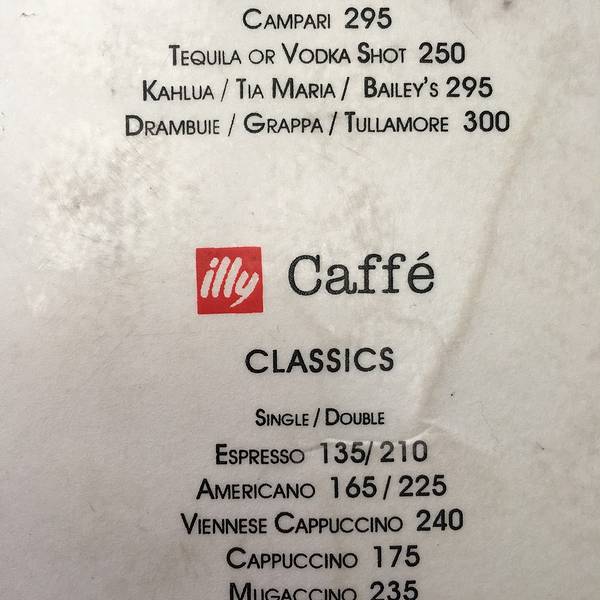 CAMPARI 295
TEQUILA OR VODKA SHOT 250
KAHLUA / TIA MARIA / BAILEY'S 295
DRAMBUIE / GRAPPA / TULLAMORE 300
illy Caffé
CLASSICS
SINGLE / DOUBLE
ESPRESSO 135/ 210
AMERICANO 165 / 225
VIENNESE CAPPUCCINO 240
CAPPUCCINO 175
MUGACCINO 235